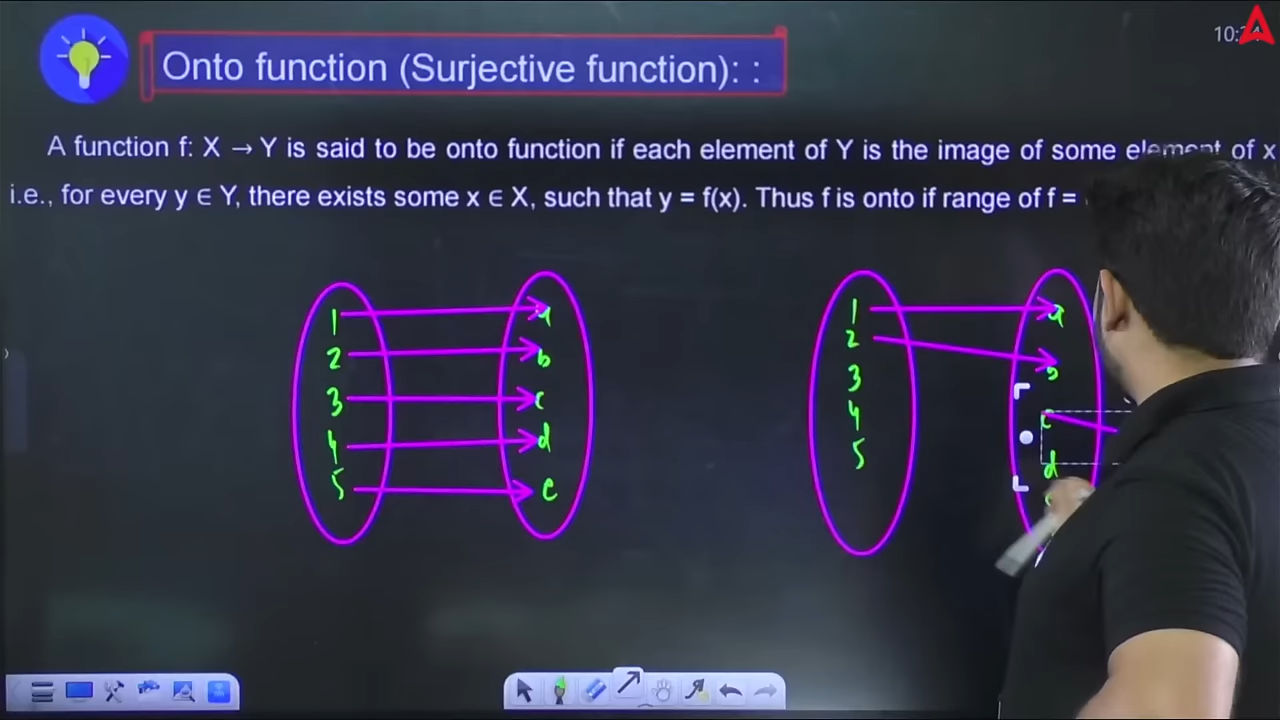 Onto function (Surjective function): :
A function f: X → Y is said to be onto function if each element of Y is the image of some element of x
i.e., for every y ∈ Y, there exists some x ∈ X, such that y = f(x). Thus f is onto if range of f =
1 a
2 b
3 c
4 d
5 e
1 a
2 b
3
4 c
5 d